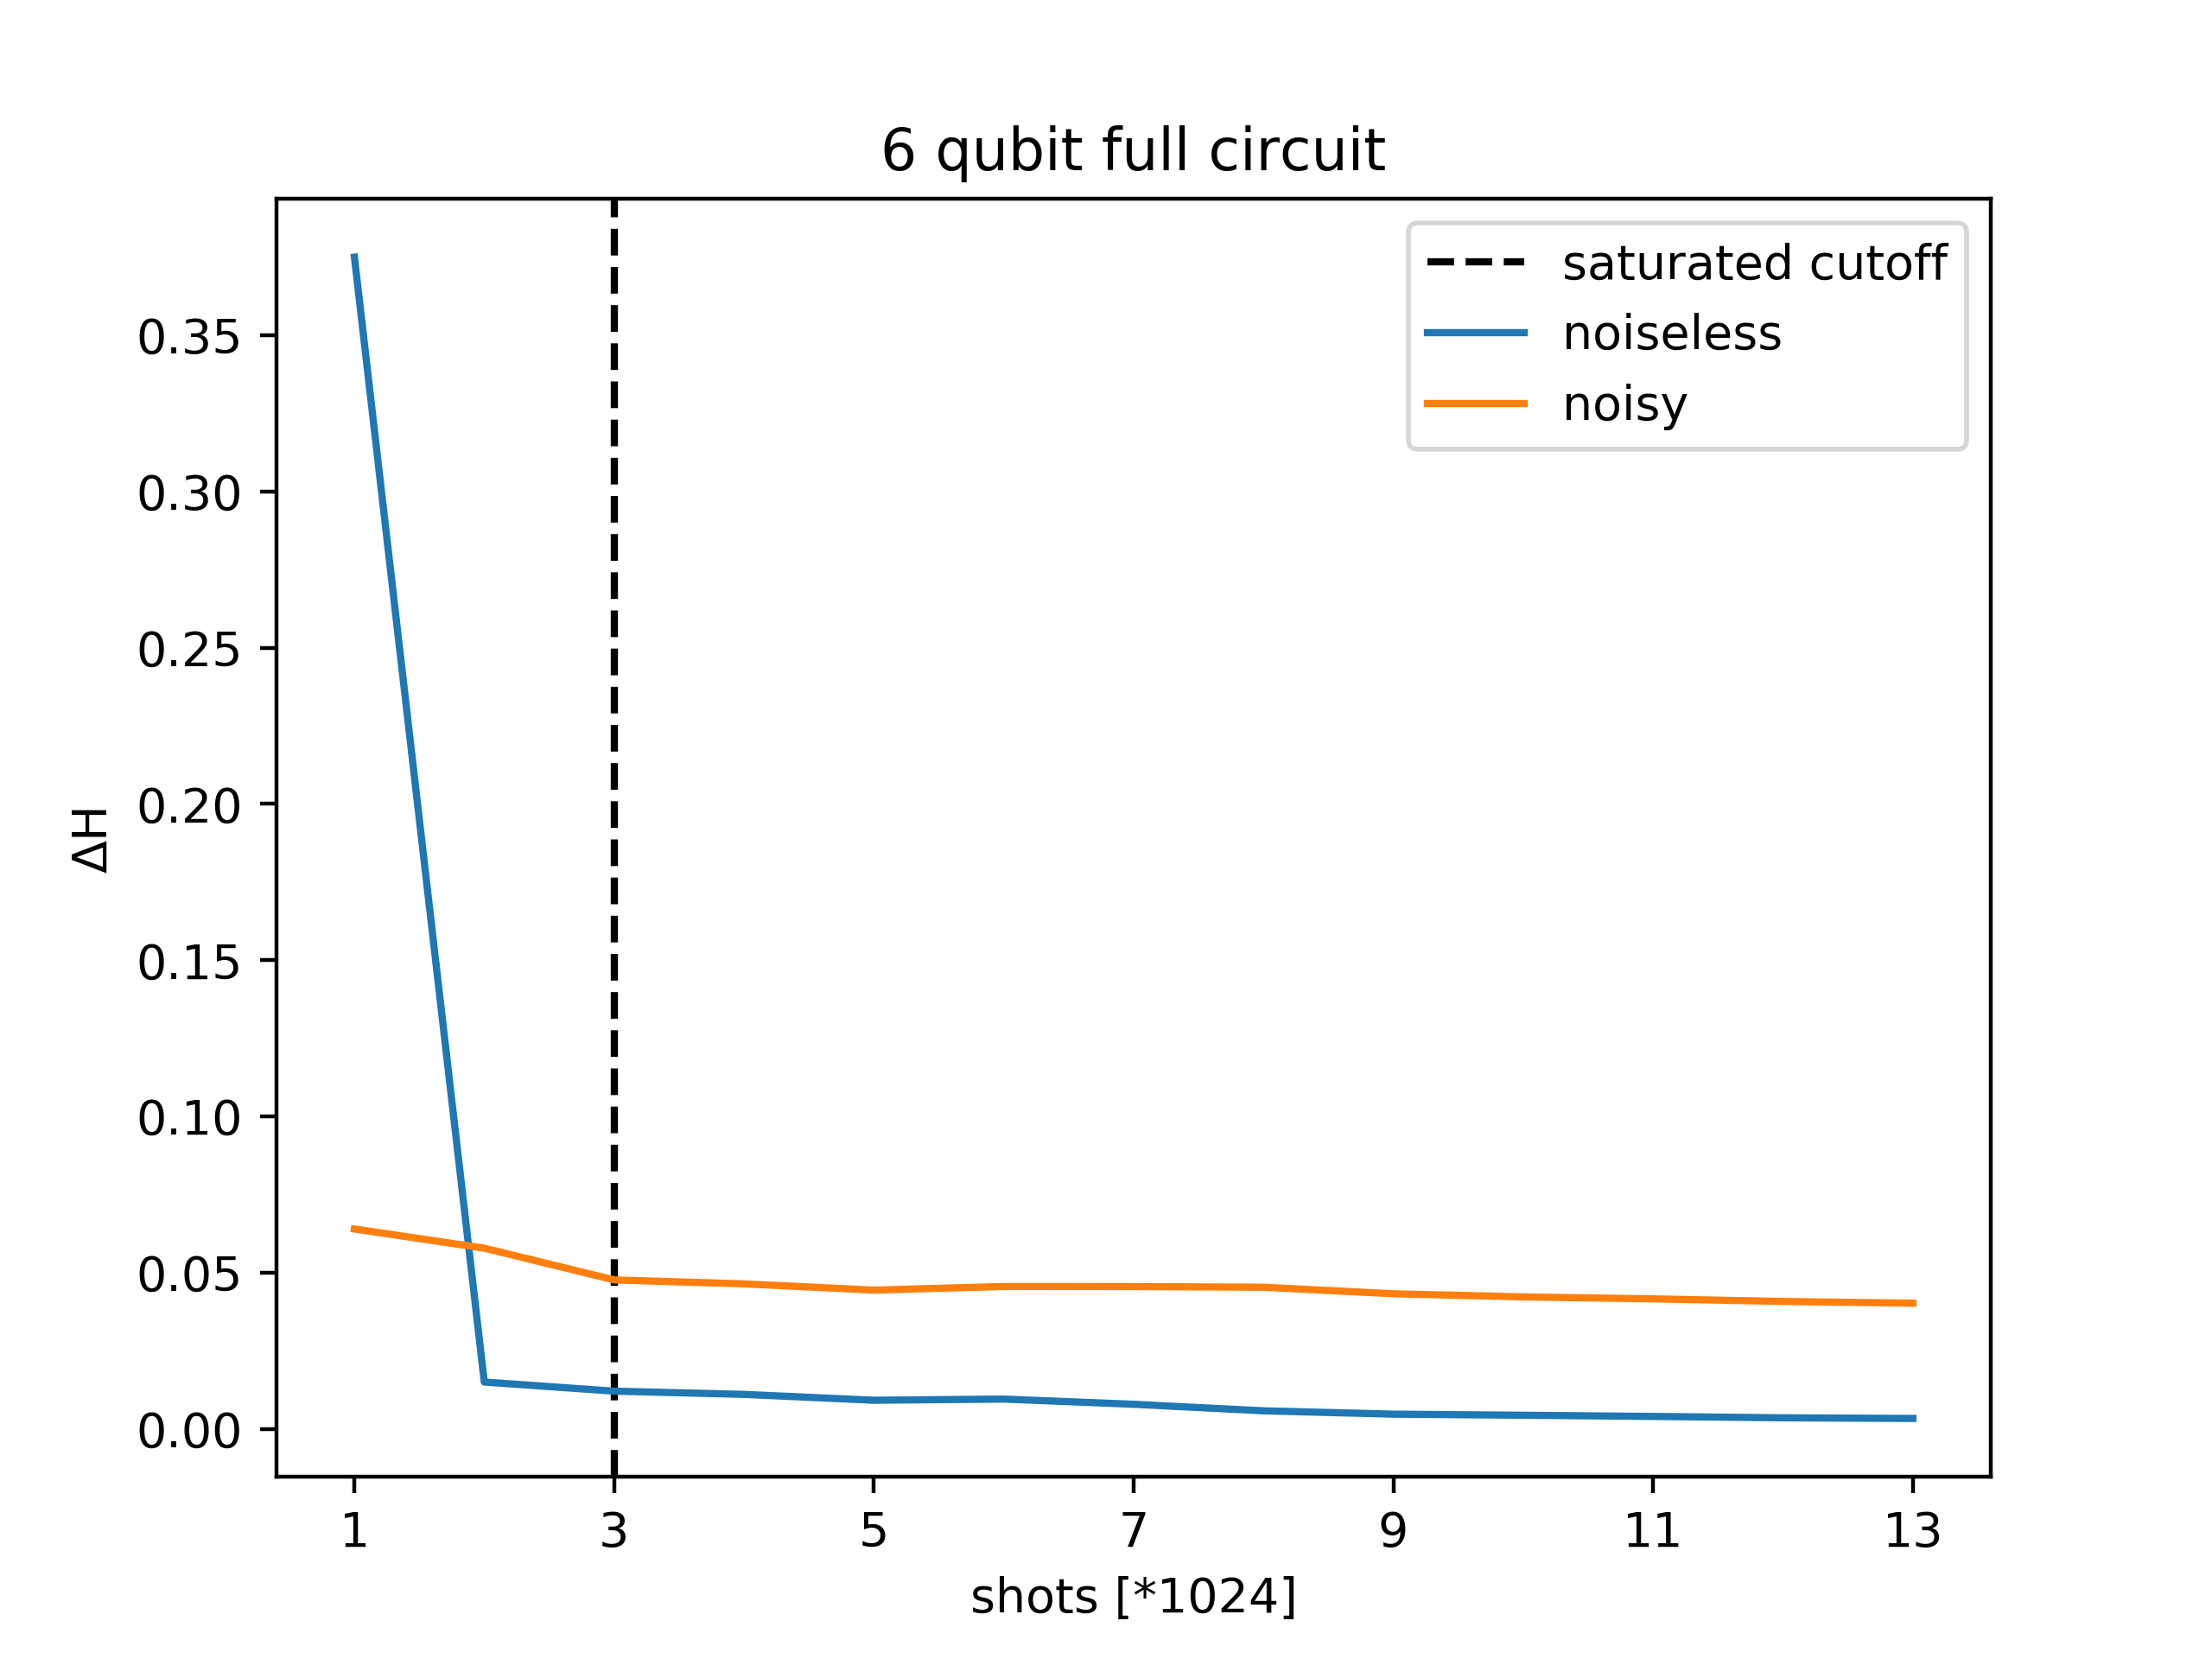 6 qubit full circuit
saturated cutoff
noiseless
noisy
ΔH
0.35
0.30
0.25
0.20
0.15
0.10
0.05
0.00
1 3 5 7 9 11 13
shots [*1024]